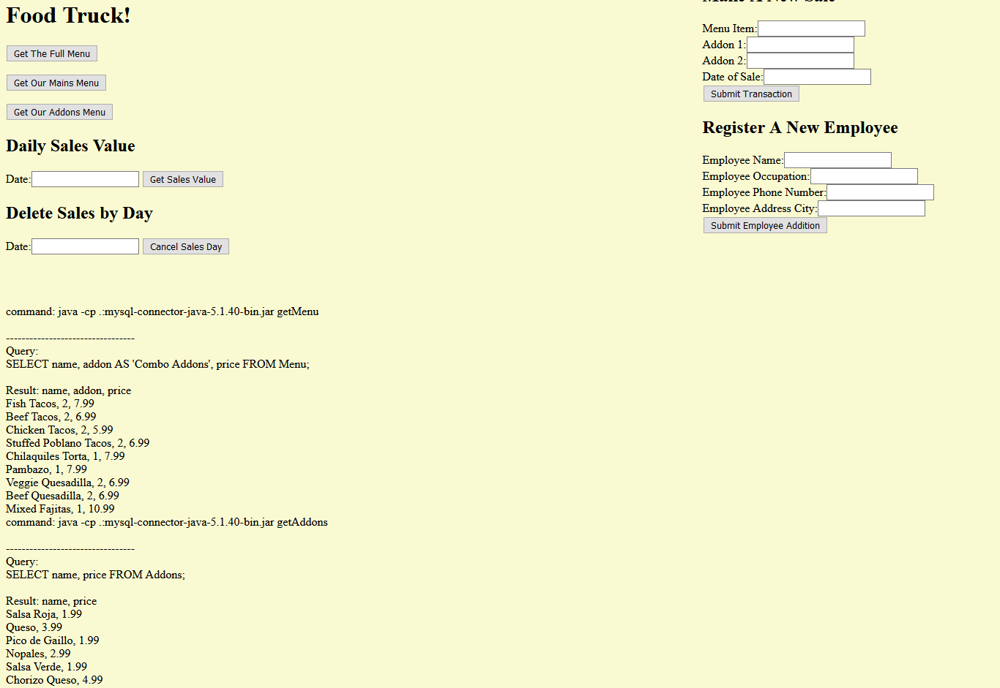 Food Truck!
Get The Full Menu
Get Our Mains Menu
Get Our Addons Menu
Daily Sales Value
Date:
Get Sales Value
Delete Sales by Day
Date:
Cancel Sales Day
Make A New Sale
Menu Item:
Addon 1:
Addon 2:
Date of Sale:
Submit Transaction
Register A New Employee
Employee Name:
Employee Occupation:
Employee Phone Number:
Employee Address City:
Submit Employee Addition
command: java -cp .:mysql-connector-java-5.1.40-bin.jar getMenu
---------------------------------
Query:
SELECT name, addon AS 'Combo Addons', price FROM Menu;
Result: name, addon, price
Fish Tacos, 2, 7.99
Beef Tacos, 2, 6.99
Chicken Tacos, 2, 5.99
Stuffed Poblano Tacos, 2, 6.99
Chilaquiles Torta, 1, 7.99
Pambazo, 1, 7.99
Veggie Quesadilla, 2, 6.99
Beef Quesadilla, 2, 6.99
Mixed Fajitas, 1, 10.99
command: java -cp .:mysql-connector-java-5.1.40-bin.jar getAddons
---------------------------------
Query:
SELECT name, price FROM Addons;
Result: name, price
Salsa Roja, 1.99
Queso, 3.99
Pico de Gaillo, 1.99
Nopales, 2.99
Salsa Verde, 1.99
Chorizo Queso, 4.99